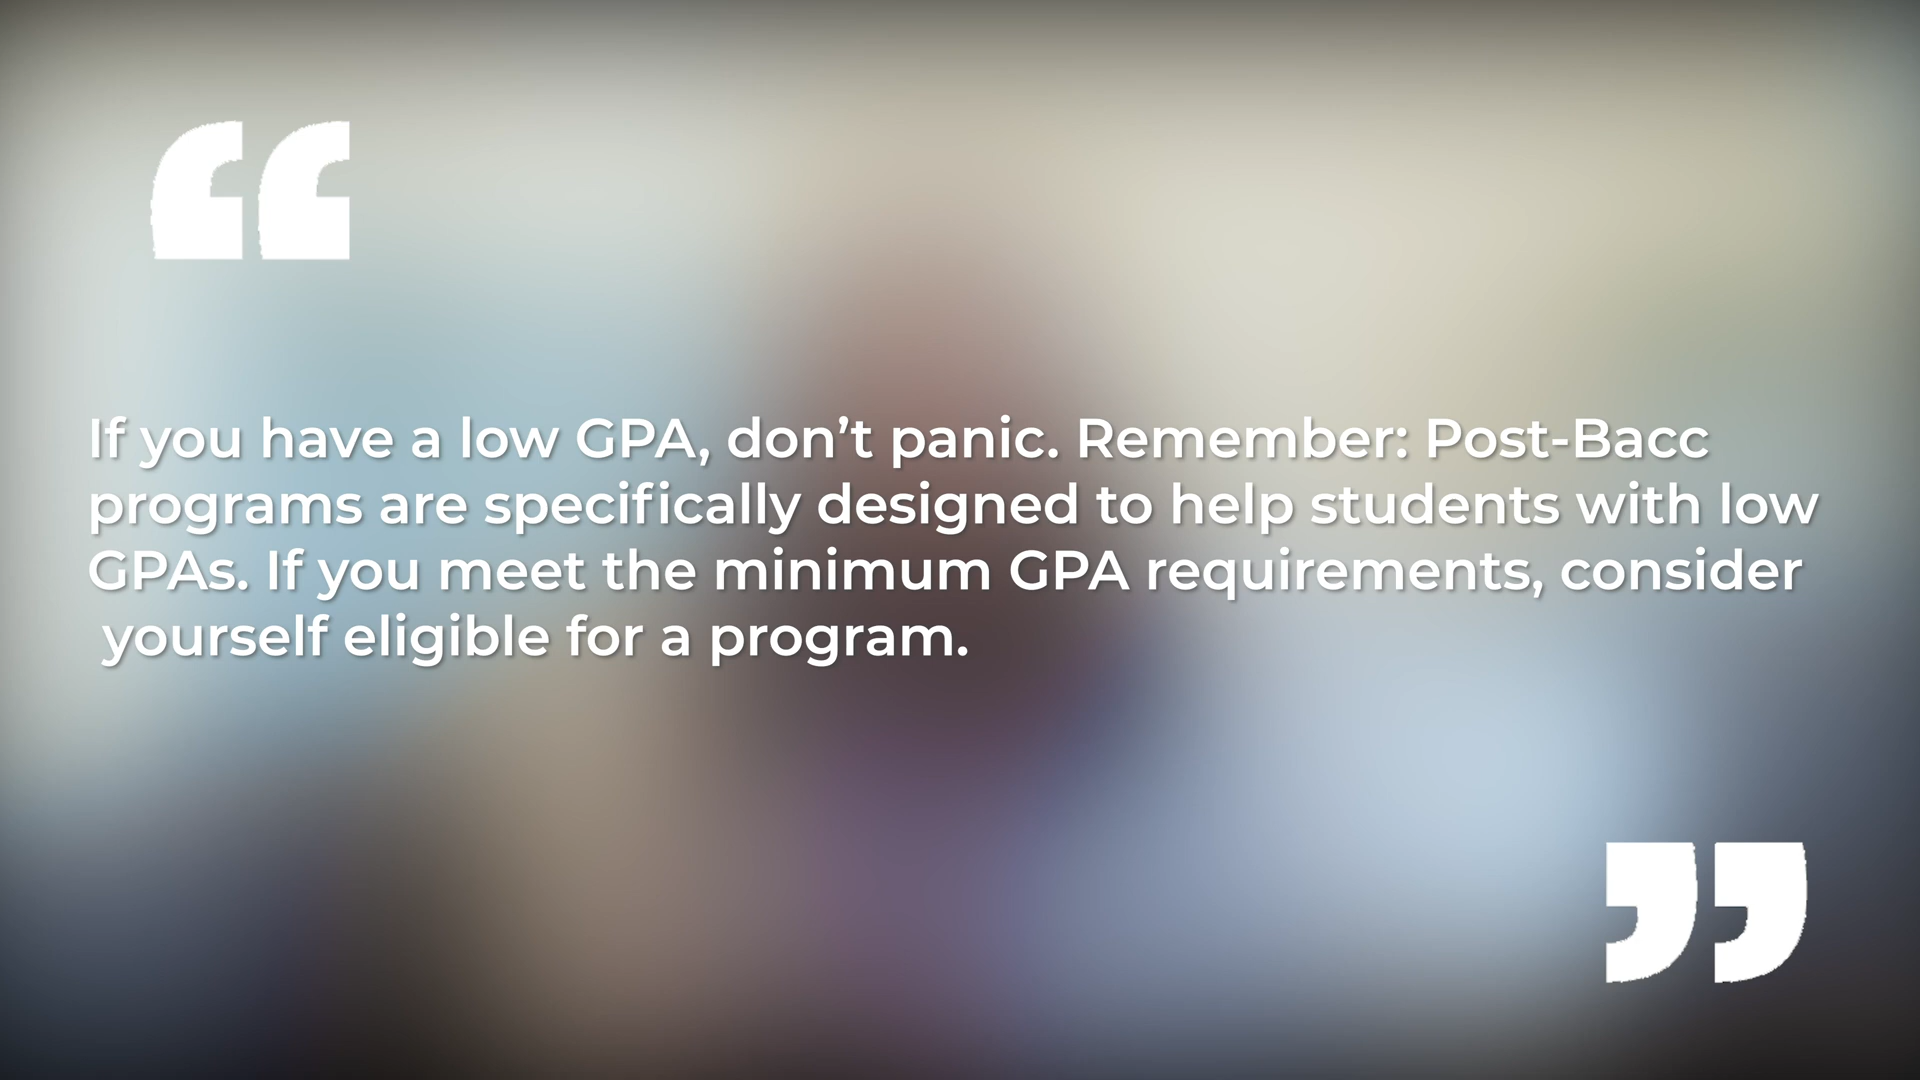 “
If you have a low GPA, don’t panic. Remember: Post-Bacc
programs are specifically designed to help students with low
GPAs. If you meet the minimum GPA requirements, consider
yourself eligible for a program.
”